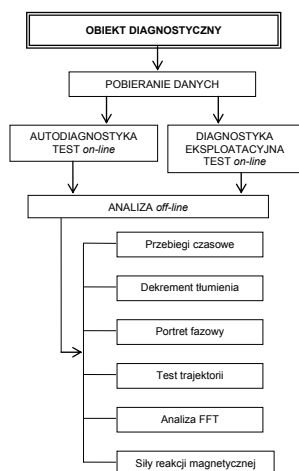 OBIEKT DIAGNOSTYCZNY
POBIERANIE DANYCH
AUTODIAGNOSTYKA
TEST on-line
DIAGNOSTYKA
EKSPLOATACYJNA
TEST on-line
ANALIZA off-line
Przebiegi czasowe
Dekrement tłumienia
Portret fazowy
Test trajektorii
Analiza FFT
Siły reakcji magnetycznej